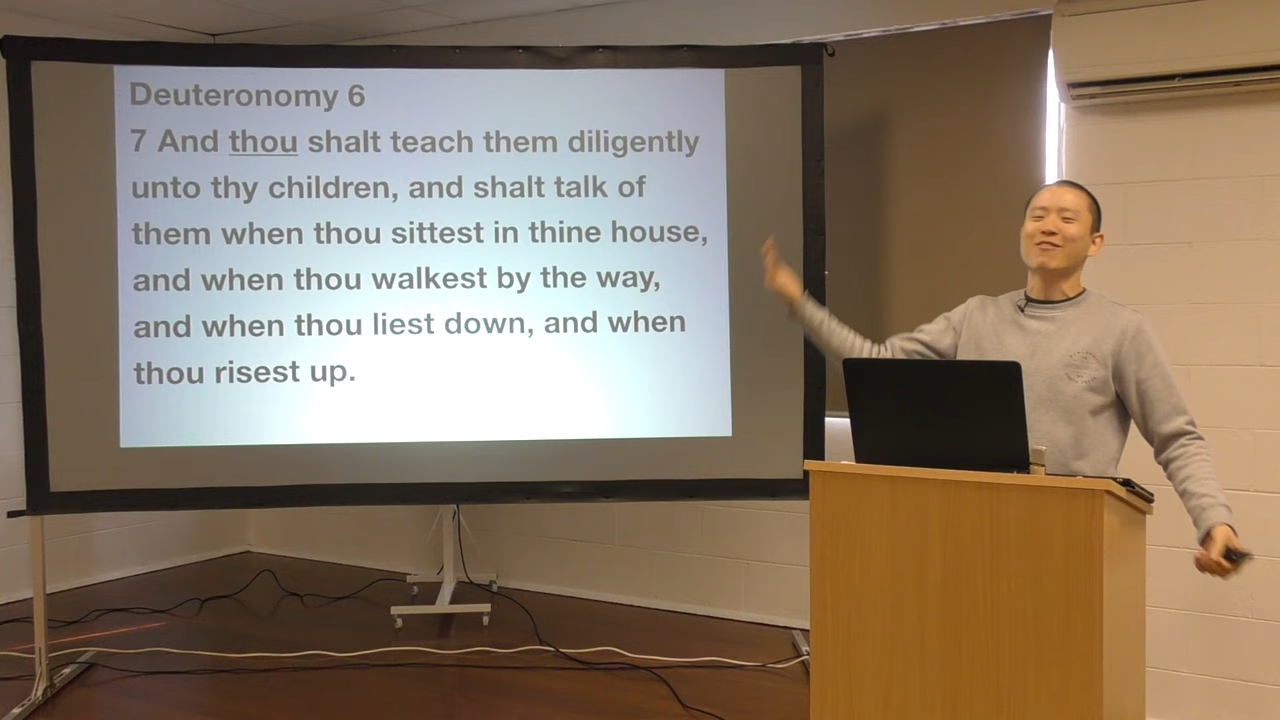 Deuteronomy 6
7 And thou shalt teach them diligently
unto thy children, and shalt talk of
them when thou sittest in thine house,
and when thou walkest by the way,
and when thou liest down, and when
thou risest up.